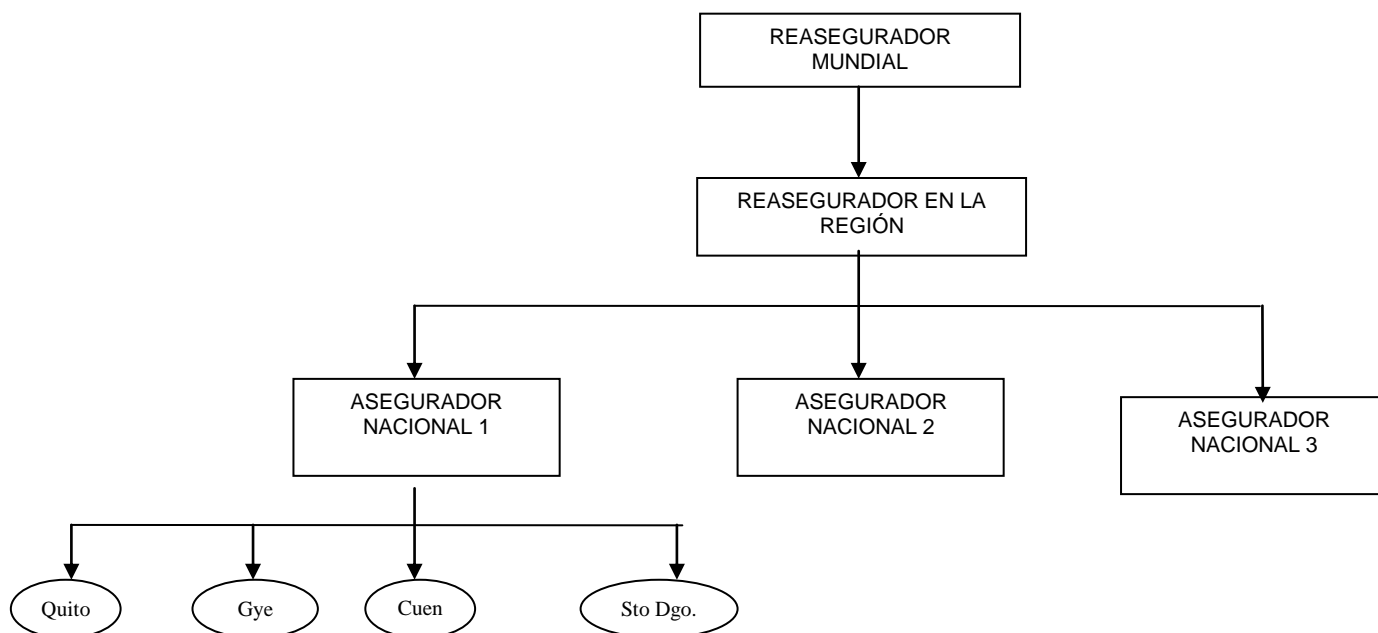 REASEGURADOR
MUNDIAL
REASEGURADOR EN LA
REGIÓN
ASEGURADOR
NACIONAL 1
ASEGURADOR
NACIONAL 2
ASEGURADOR
NACIONAL 3
Quito
Gye
Cuen
Sto Dgo.